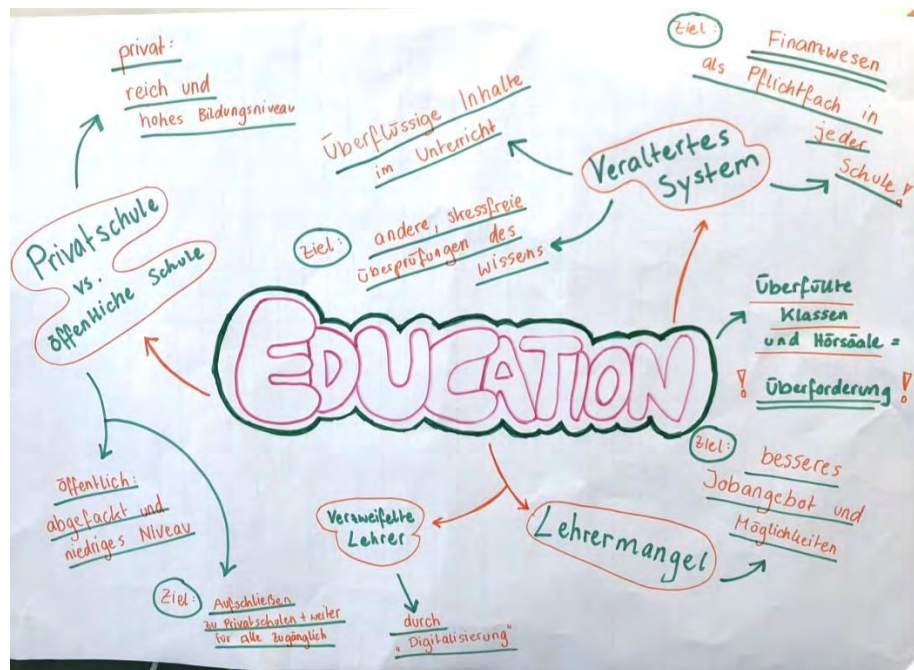 privat:
reich und
hohes Bildungsniveau
Privatschule
vs.
öffentliche Schule
öffentlich:
abgefackt und
niedriges Niveau
Ziel:
Aufschließen
zu Privatschulen + weiter
für alle zugänglich
Überflüssige Inhalte
im Unterricht
Ziel:
andere, stressfreie
überprüfungen des
Wissens
Veraltertes
System
Ziel:
Finanzwesen
als Pflichtfach in
jeder
Schule!
EDUCATION
Überfüllte
Klassen
und Hörsäale =
! Überforderung !
Verzweifelte
Lehrer
durch
"Digitalisierung"
Lehrermangel
Ziel:
besseres
Jobangebot und
Möglichkeiten